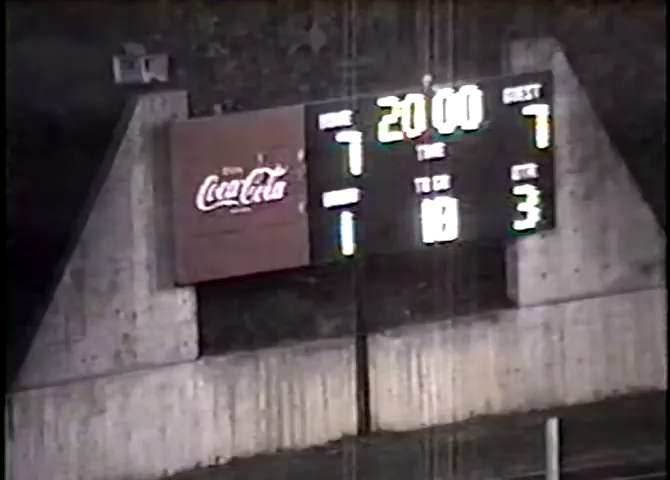 HOME
20:00
GUEST
7
TIME
7
Coca-Cola
DOWN
TO GO
QTR
1
10
3